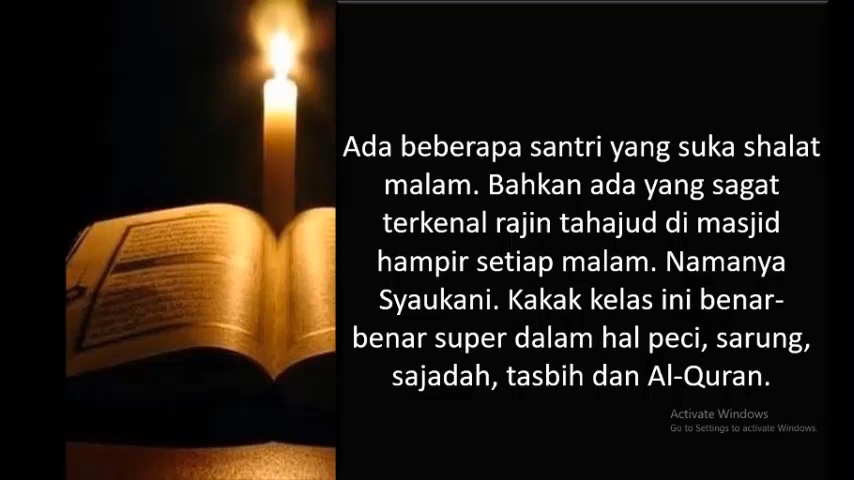 Ada beberapa santri yang suka shalat
malam. Bahkan ada yang sagat
terkenal rajin tahajud di masjid
hampir setiap malam. Namanya
Syaukani. Kakak kelas ini benar-
benar super dalam hal peci, sarung,
sajadah, tasbih dan Al-Quran.
Activate Windows
Go to Settings to activate Windows.